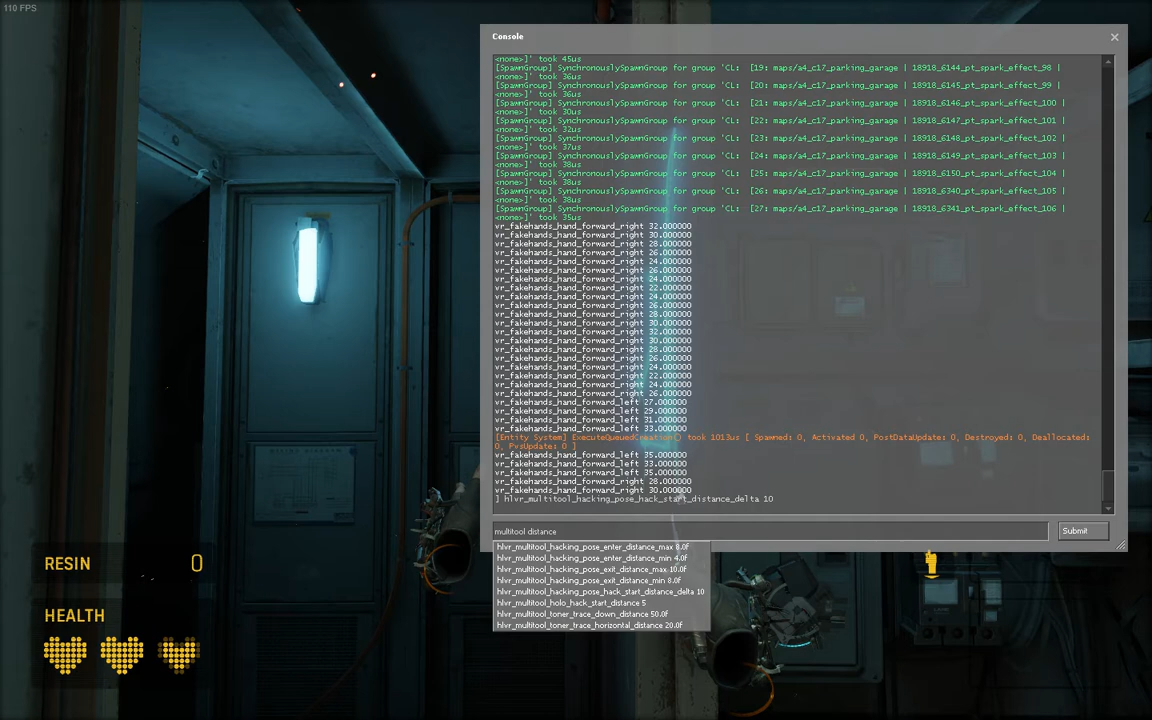 110 FPS
Console
<none>]' took 45us
[SpawnGroup] SynchronouslySpawnGroup for group 'CL:  [19: maps/a4_c17_parking_garage | 18918_6144_pt_spark_effect_98 |
<none>]' took 36us
[SpawnGroup] SynchronouslySpawnGroup for group 'CL:  [20: maps/a4_c17_parking_garage | 18918_6145_pt_spark_effect_99 |
<none>]' took 36us
[SpawnGroup] SynchronouslySpawnGroup for group 'CL:  [21: maps/a4_c17_parking_garage | 18918_6146_pt_spark_effect_100 |
<none>]' took 30us
[SpawnGroup] SynchronouslySpawnGroup for group 'CL:  [22: maps/a4_c17_parking_garage | 18918_6147_pt_spark_effect_101 |
<none>]' took 32us
[SpawnGroup] SynchronouslySpawnGroup for group 'CL:  [23: maps/a4_c17_parking_garage | 18918_6148_pt_spark_effect_102 |
<none>]' took 37us
[SpawnGroup] SynchronouslySpawnGroup for group 'CL:  [24: maps/a4_c17_parking_garage | 18918_6149_pt_spark_effect_103 |
<none>]' took 38us
[SpawnGroup] SynchronouslySpawnGroup for group 'CL:  [25: maps/a4_c17_parking_garage | 18918_6150_pt_spark_effect_104 |
<none>]' took 38us
[SpawnGroup] SynchronouslySpawnGroup for group 'CL:  [26: maps/a4_c17_parking_garage | 18918_6340_pt_spark_effect_105 |
<none>]' took 38us
[SpawnGroup] SynchronouslySpawnGroup for group 'CL:  [27: maps/a4_c17_parking_garage | 18918_6341_pt_spark_effect_106 |
<none>]' took 35us
vr_fakehands_hand_forward_right 32.000000
vr_fakehands_hand_forward_right 30.000000
vr_fakehands_hand_forward_right 28.000000
vr_fakehands_hand_forward_right 26.000000
vr_fakehands_hand_forward_right 24.000000
vr_fakehands_hand_forward_right 26.000000
vr_fakehands_hand_forward_right 24.000000
vr_fakehands_hand_forward_right 22.000000
vr_fakehands_hand_forward_right 24.000000
vr_fakehands_hand_forward_right 26.000000
vr_fakehands_hand_forward_right 28.000000
vr_fakehands_hand_forward_right 30.000000
vr_fakehands_hand_forward_right 32.000000
vr_fakehands_hand_forward_right 30.000000
vr_fakehands_hand_forward_right 28.000000
vr_fakehands_hand_forward_right 26.000000
vr_fakehands_hand_forward_right 24.000000
vr_fakehands_hand_forward_right 22.000000
vr_fakehands_hand_forward_right 24.000000
vr_fakehands_hand_forward_right 26.000000
vr_fakehands_hand_forward_left 27.000000
vr_fakehands_hand_forward_left 29.000000
vr_fakehands_hand_forward_left 31.000000
vr_fakehands_hand_forward_left 33.000000
[Entity System] ExecuteQueuedCreation() took 1013us [ Spawned: 0, Activated 0, PostDataUpdate: 0, Destroyed: 0, Deallocated:
0, PvsUpdate: 0 ]
vr_fakehands_hand_forward_left 35.000000
vr_fakehands_hand_forward_left 33.000000
vr_fakehands_hand_forward_left 35.000000
vr_fakehands_hand_forward_right 28.000000
vr_fakehands_hand_forward_right 30.000000
] hlvr_multitool_hacking_pose_hack_start_distance_delta 10
multitool distance
Submit
hlvr_multitool_hacking_pose_enter_distance_max 8.0f
hlvr_multitool_hacking_pose_enter_distance_min 4.0f
hlvr_multitool_hacking_pose_exit_distance_max 10.0f
hlvr_multitool_hacking_pose_exit_distance_min 8.0f
hlvr_multitool_hacking_pose_hack_start_distance_delta 10
hlvr_multitool_holo_hack_start_distance 5
hlvr_multitool_toner_trace_down_distance 50.0f
hlvr_multitool_toner_trace_horizontal_distance 20.0f
RESIN 0
HEALTH